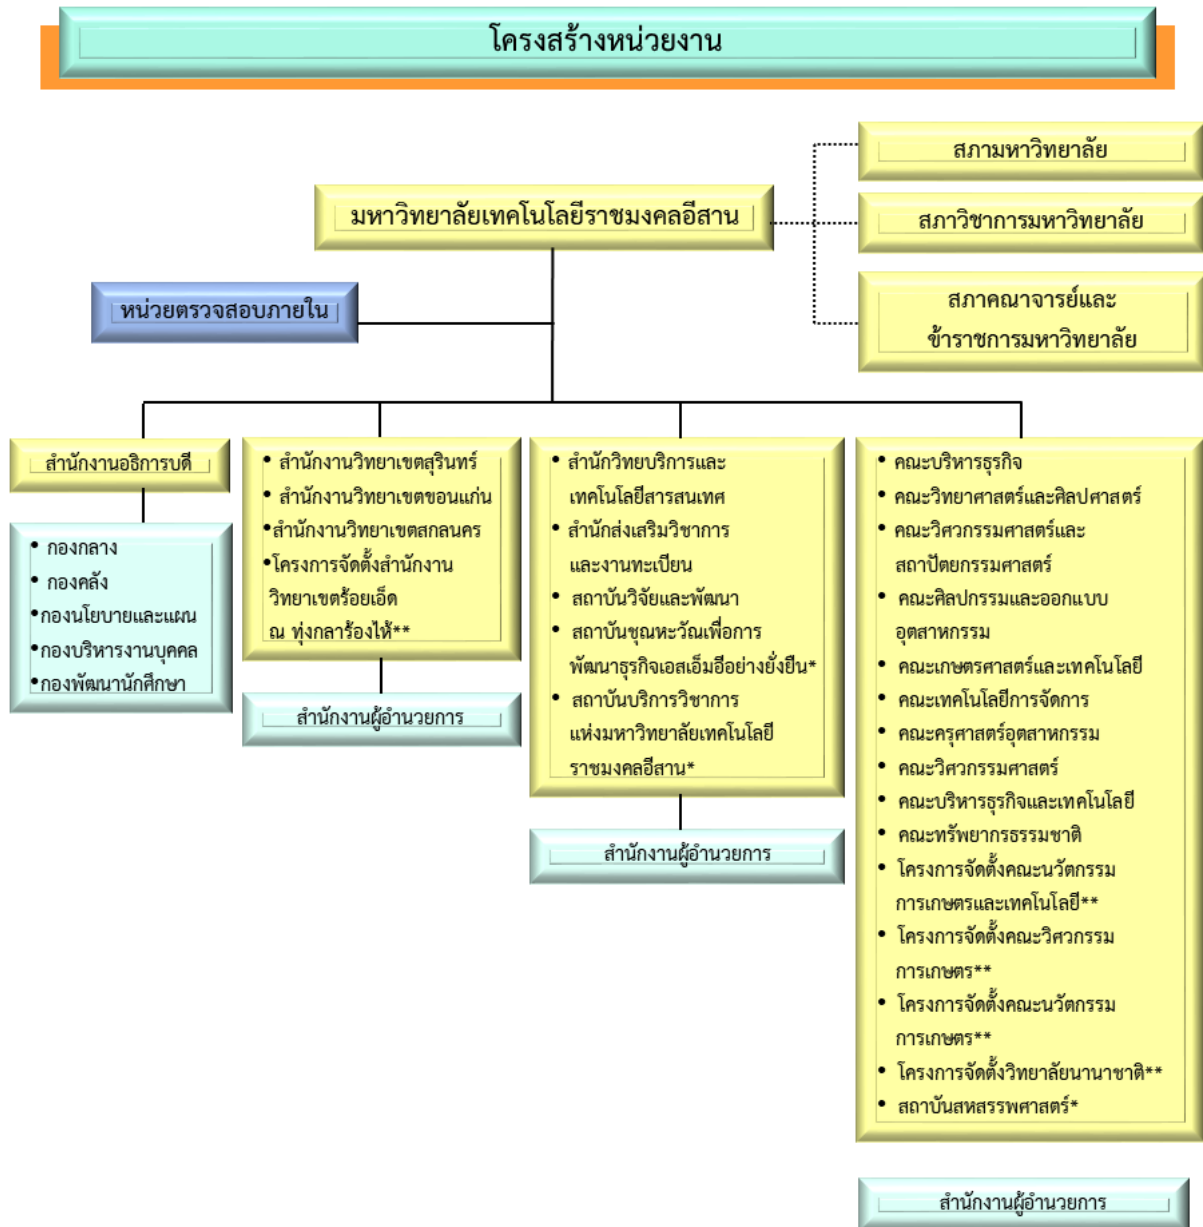 โครงสร้างหน่วยงาน
สภามหาวิทยาลัย
มหาวิทยาลัยเทคโนโลยีราชมงคลอีสาน
สภาวิชาการมหาวิทยาลัย
สภาคณาจารย์และ
ข้าราชการมหาวิทยาลัย
หน่วยตรวจสอบภายใน
สำนักงานอธิการบดี
• กองกลาง
• กองคลัง
•กองนโยบายและแผน
•กองบริหารงานบุคคล
•กองพัฒนานักศึกษา
• สำนักงานวิทยาเขตสุรินทร์
• สำนักงานวิทยาเขตขอนแก่น
•สำนักงานวิทยาเขตสกลนคร
•โครงการจัดตั้งสำนักงาน
วิทยาเขตร้อยเอ็ด
ณ ทุ่งกลาร้องไห้**
สำนักงานผู้อำนวยการ
• สำนักวิทยบริการและ
เทคโนโลยีสารสนเทศ
• สำนักส่งเสริมวิชาการ
และงานทะเบียน
• สถาบันวิจัยและพัฒนา
• สถาบันชุณหะวัณเพื่อการ
พัฒนาธุรกิจเอสเอ็มอีอย่างยั่งยืน*
• สถาบันบริการวิชาการ
แห่งมหาวิทยาลัยเทคโนโลยี
ราชมงคลอีสาน*
สำนักงานผู้อำนวยการ
• คณะบริหารธุรกิจ
• คณะวิทยาศาสตร์และศิลปศาสตร์
• คณะวิศวกรรมศาสตร์และ
สถาปัตยกรรมศาสตร์
• คณะศิลปกรรมและออกแบบ
อุตสาหกรรม
• คณะเกษตรศาสตร์และเทคโนโลยี
• คณะเทคโนโลยีการจัดการ
• คณะครุศาสตร์อุตสาหกรรม
• คณะวิศวกรรมศาสตร์
• คณะบริหารธุรกิจและเทคโนโลยี
• คณะทรัพยากรธรรมชาติ
• โครงการจัดตั้งคณะนวัตกรรม
การเกษตรและเทคโนโลยี**
• โครงการจัดตั้งคณะวิศวกรรม
การเกษตร**
• โครงการจัดตั้งคณะนวัตกรรม
การเกษตร**
• โครงการจัดตั้งวิทยาลัยนานาชาติ**
• สถาบันสหสรรพศาสตร์*
สำนักงานผู้อำนวยการ